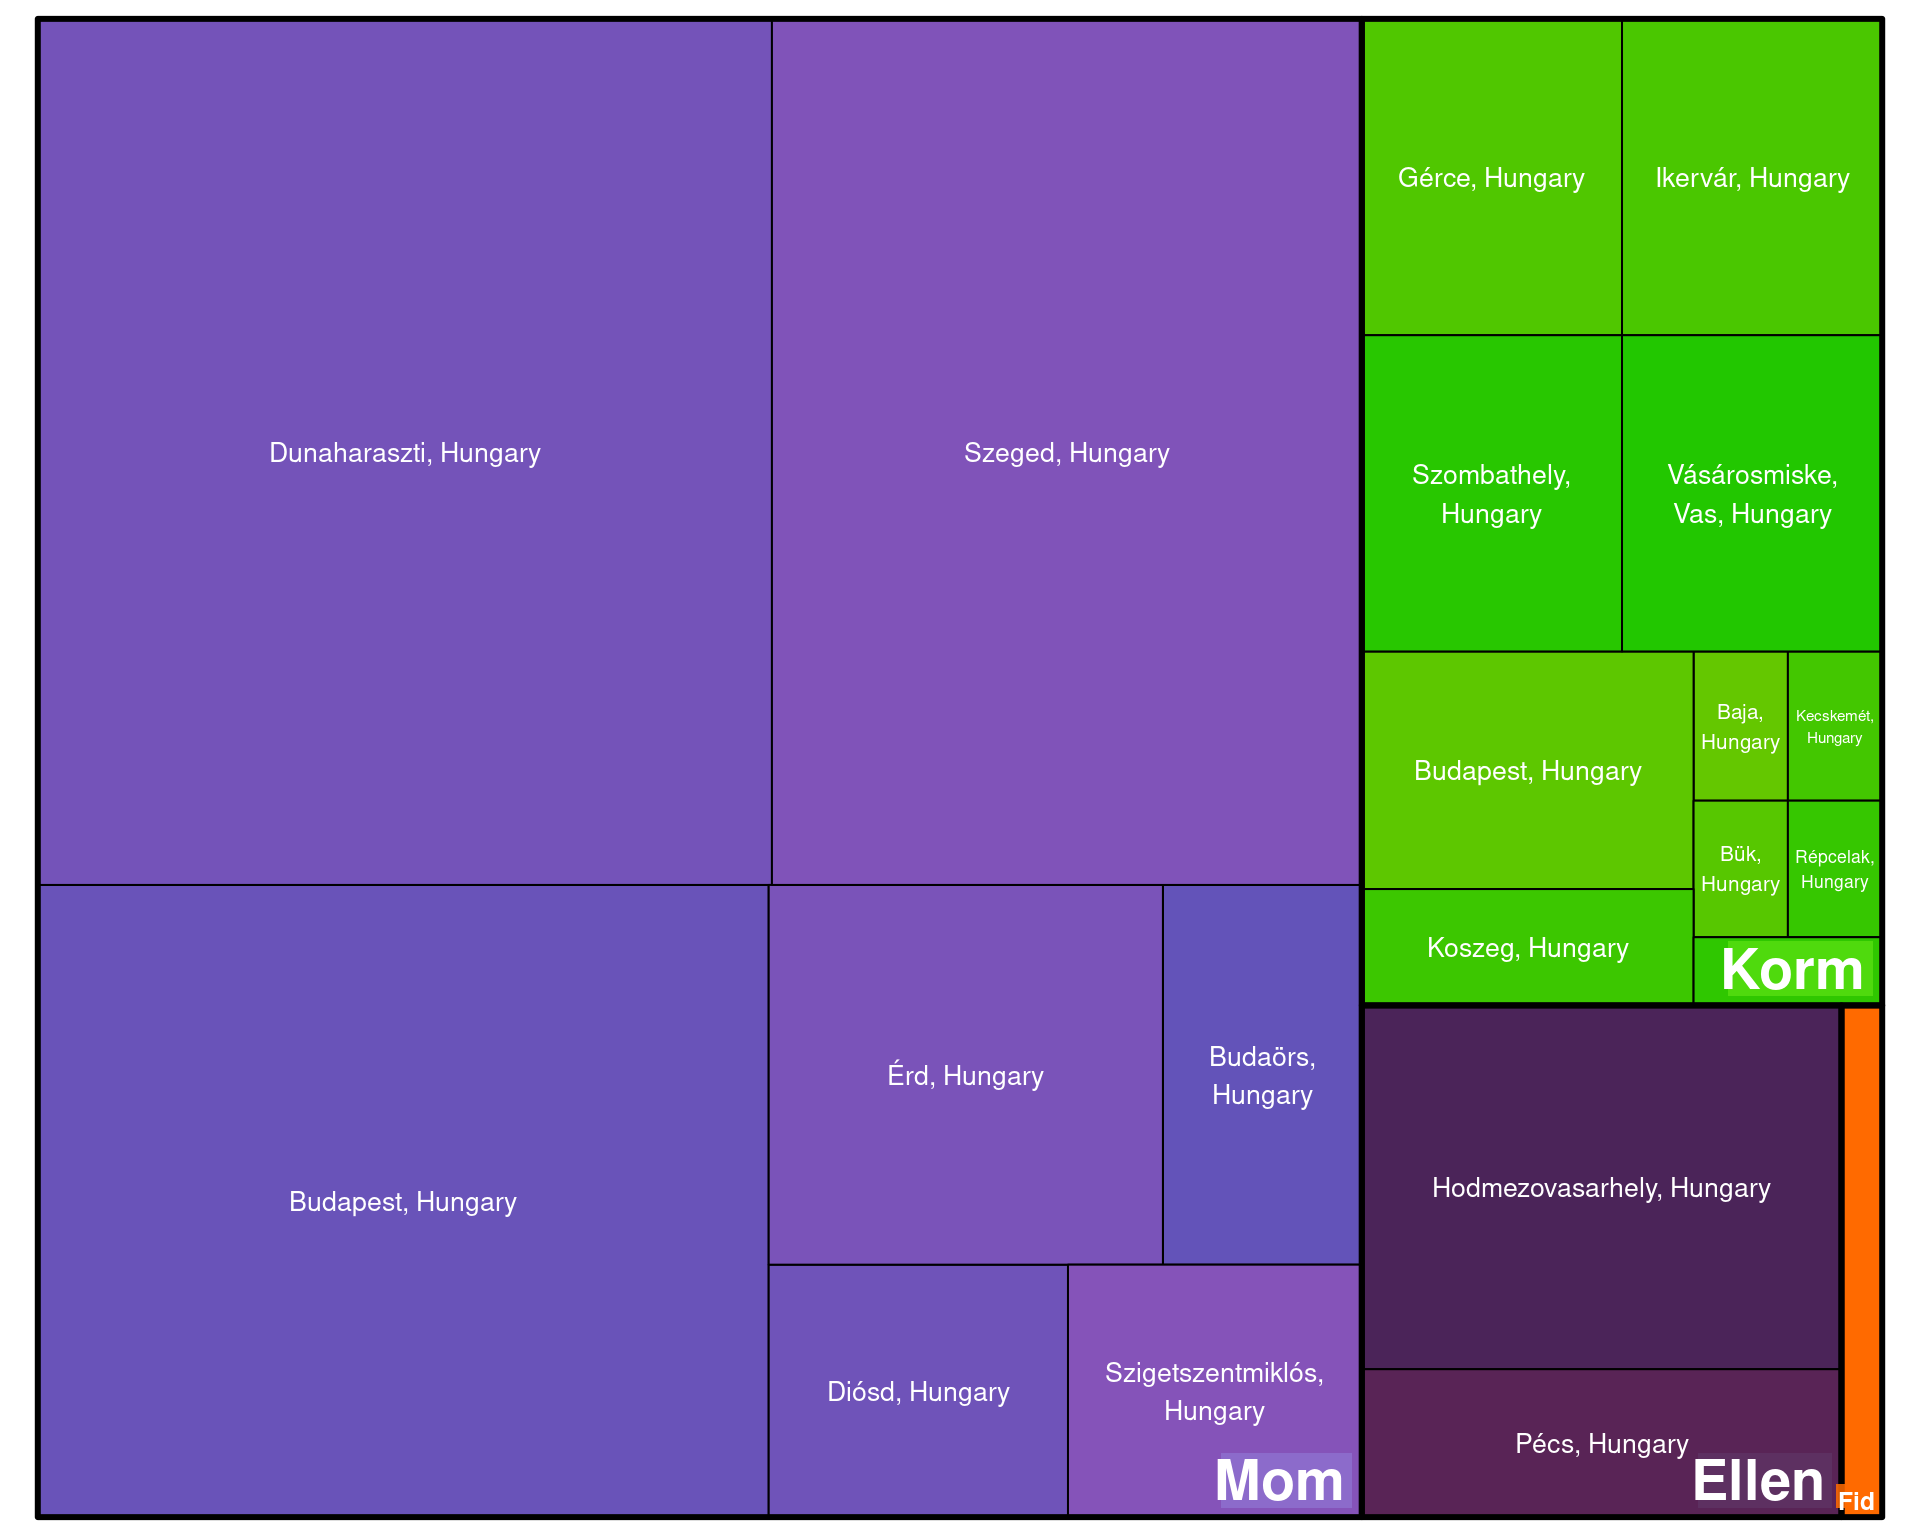 Dunaharaszti, Hungary
Szeged, Hungary
Budapest, Hungary
Érd, Hungary
Budaörs,
Hungary
Diósd, Hungary
Szigetszentmiklós,
Hungary
Mom
Gérce, Hungary
Ikervár, Hungary
Szombathely,
Hungary
Vásárosmiske,
Vas, Hungary
Budapest, Hungary
Baja,
Hungary
Kecskemét,
Hungary
Bük,
Hungary
Répcelak,
Hungary
Koszeg, Hungary
Korm
Hodmezovasarhely, Hungary
Pécs, Hungary
Ellen
Fid